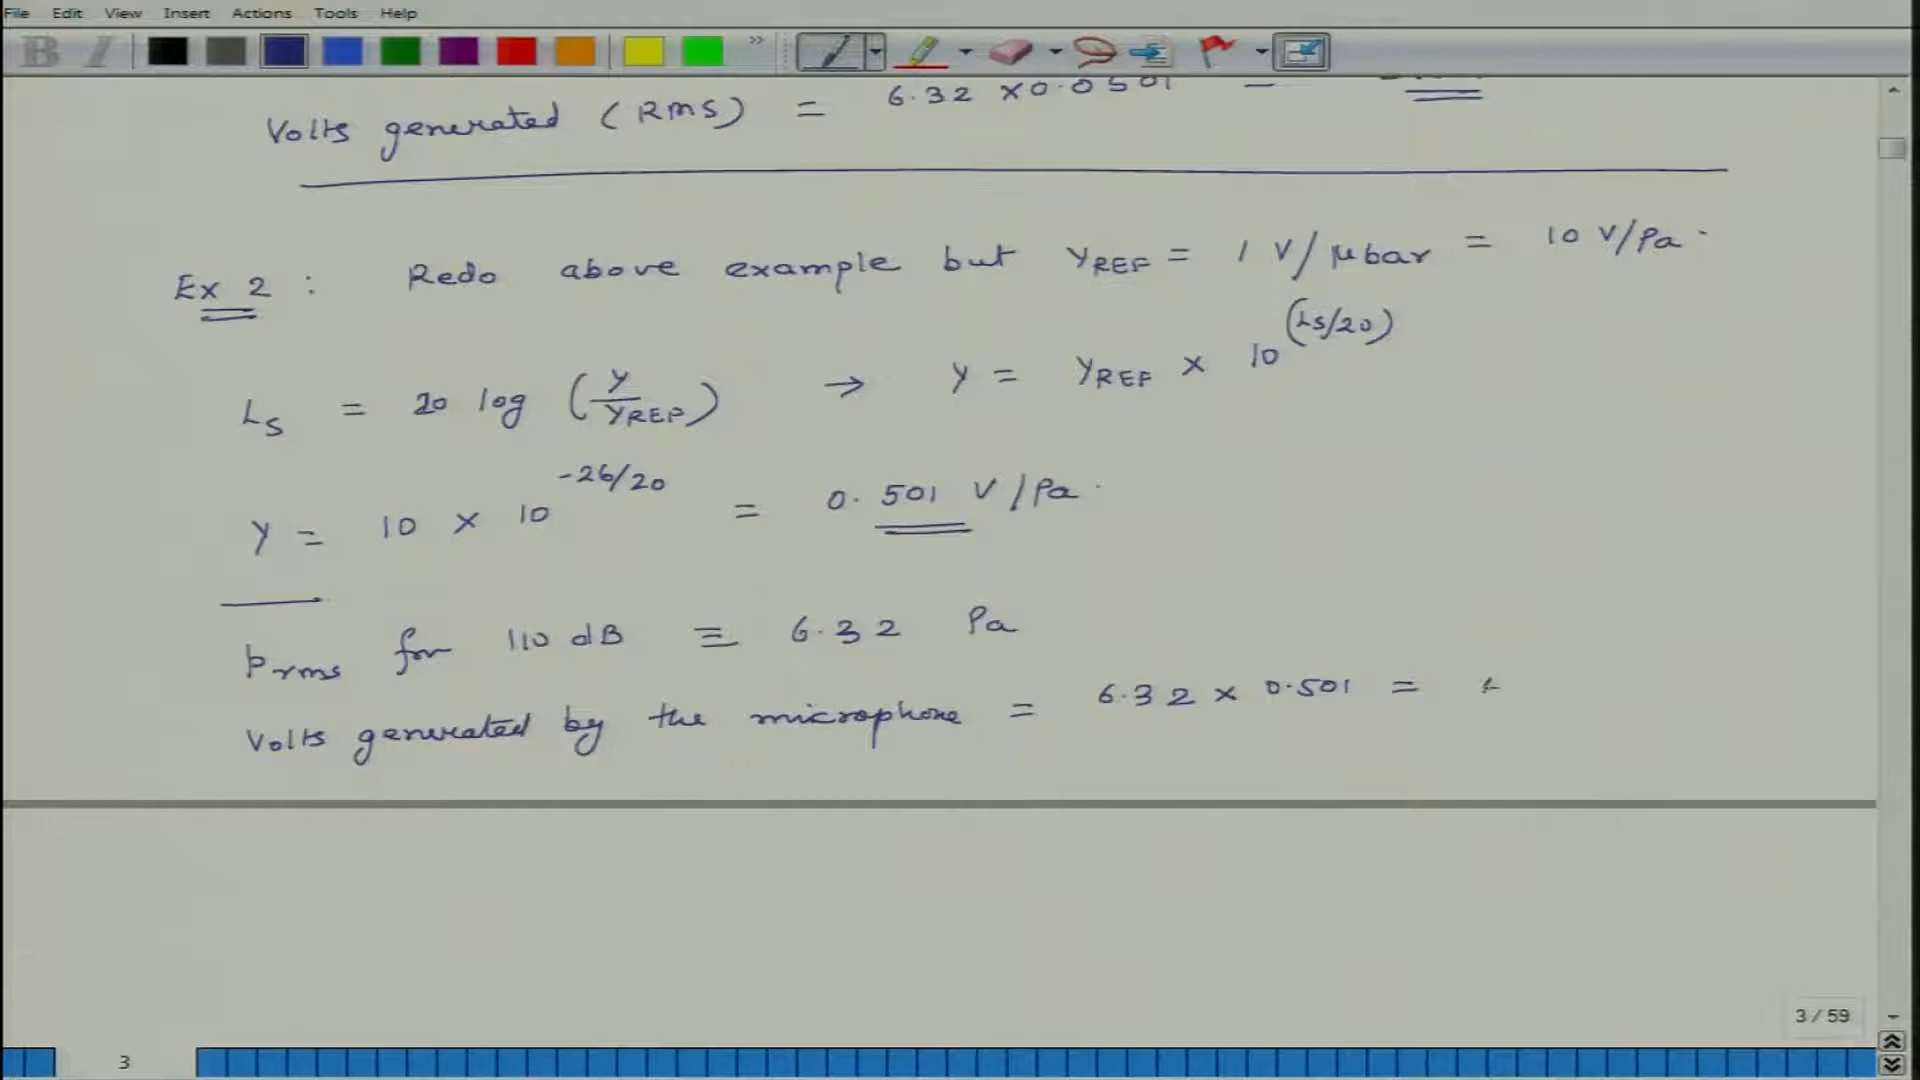 File Edit View Insert Actions Tools Help
B I
Volts generated (RMS) = 6.32 x 0.0501 =
Ex 2 : Redo above example but YREF = 1 V/μbar = 10 V/Pa.
LS = 20 log (Y/YREF) → Y = YREF x 10^(LS/20)
Y = 10 x 10^-26/20 = 0.501 V/Pa.
Prms for 110 dB ≡ 6.32 Pa
Volts generated by the microphone = 6.32 x 0.501 =
3 / 59
3